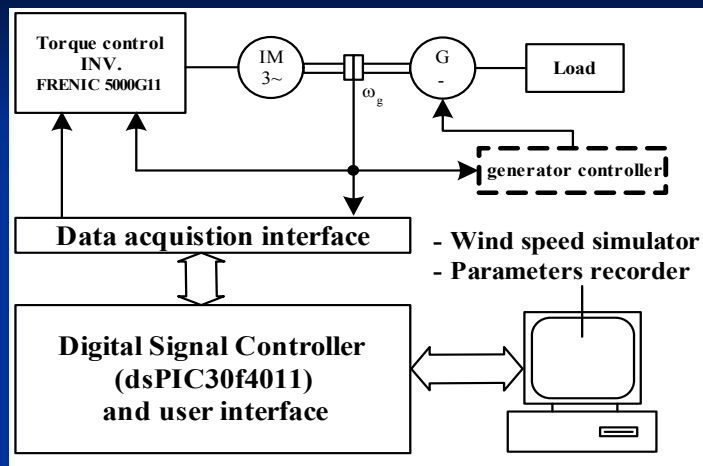 Torque control
INV.
FRENIC 5000G11
IM
3~
G
-
Load
ωg
generator controller
Data acquistion interface
- Wind speed simulator
- Parameters recorder
Digital Signal Controller
(dsPIC30f4011)
and user interface